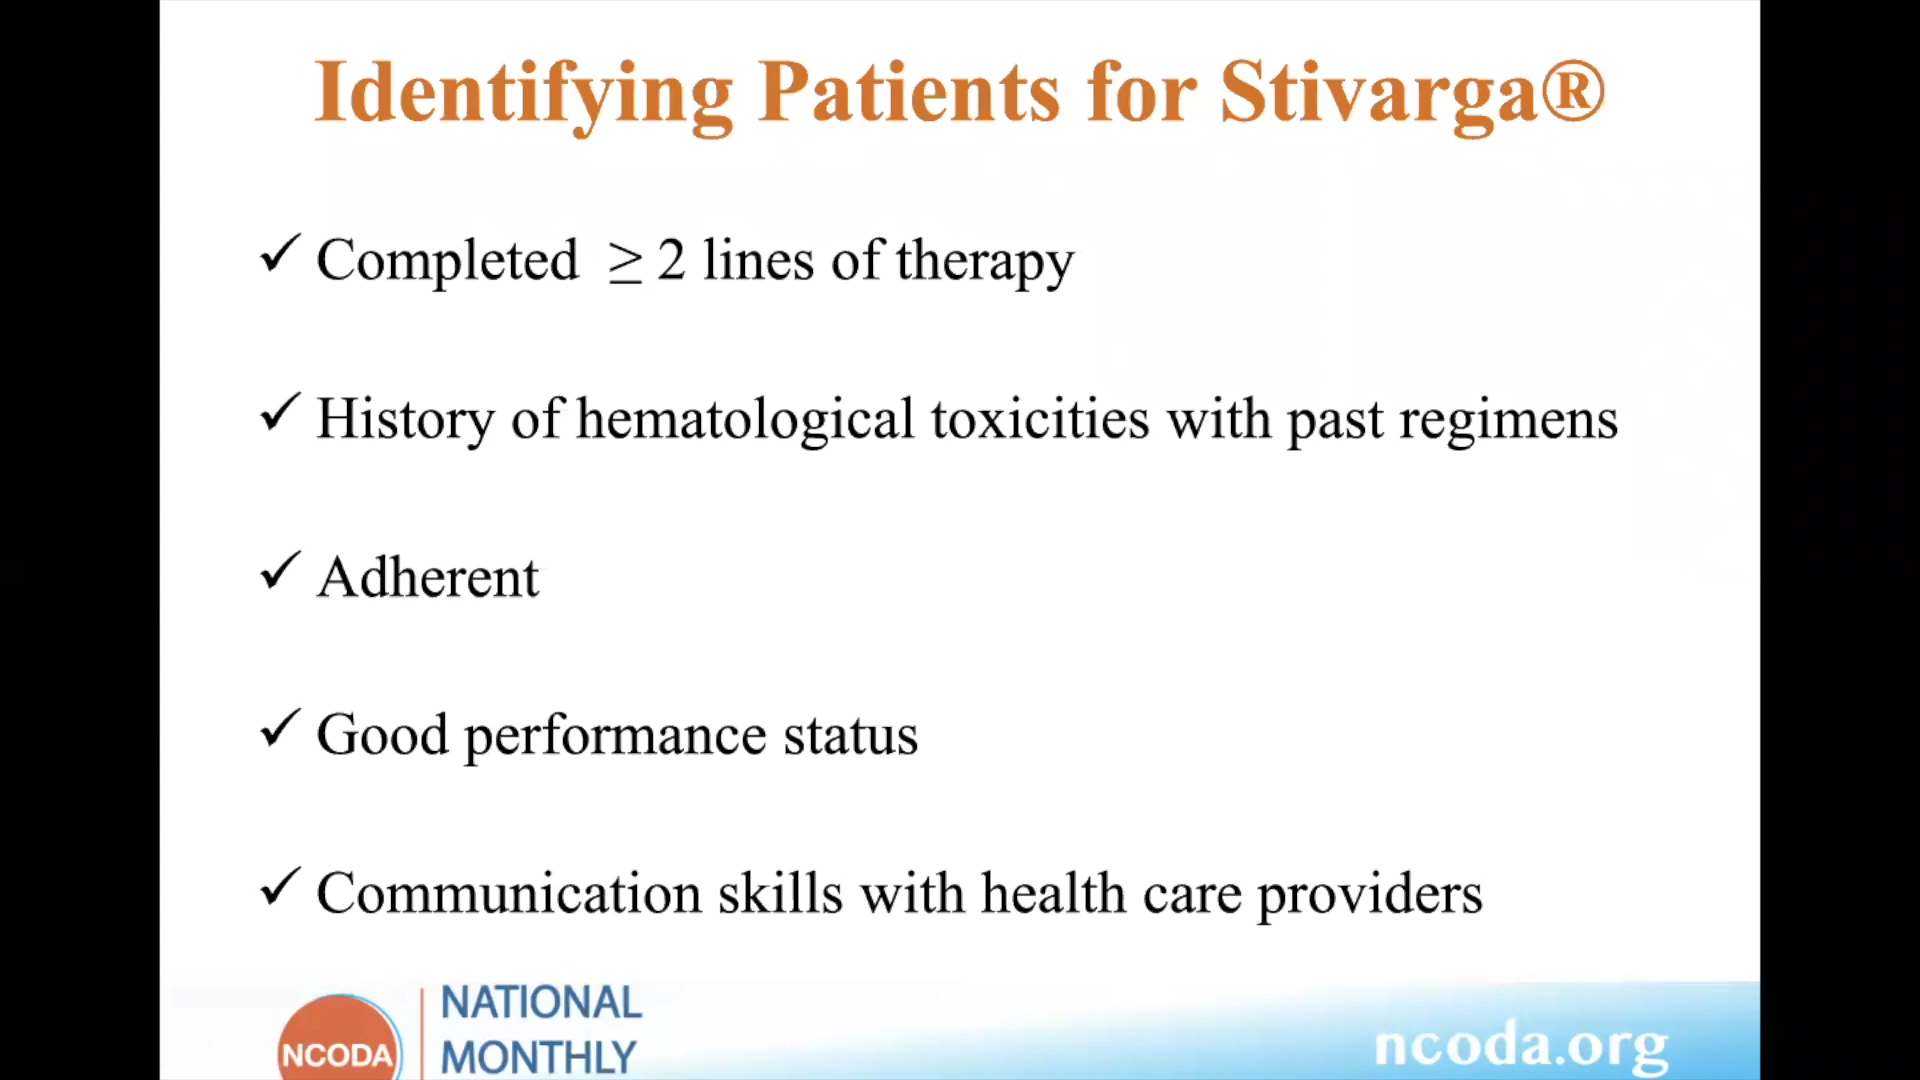 Identifying Patients for Stivarga®
✓ Completed ≥ 2 lines of therapy
✓ History of hematological toxicities with past regimens
✓ Adherent
✓ Good performance status
✓ Communication skills with health care providers
NCODA
NATIONAL
MONTHLY
ncoda.org